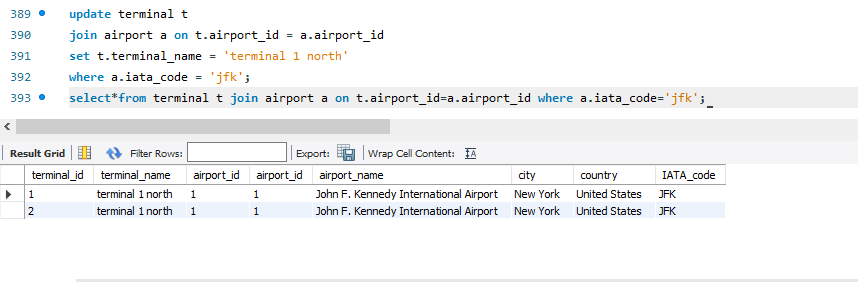 389 update terminal t
390 join airport a on t.airport_id = a.airport_id
391 set t.terminal_name = 'terminal 1 north'
392 where a.iata_code = 'jfk';
393 select*from terminal t join airport a on t.airport_id=a.airport_id where a.iata_code='jfk';
Result Grid Filter Rows: Export: Wrap Cell Content:
terminal_id terminal_name airport_id airport_id airport_name city country IATA_code
1 terminal 1 north 1 1 John F. Kennedy International Airport New York United States JFK
2 terminal 1 north 1 1 John F. Kennedy International Airport New York United States JFK